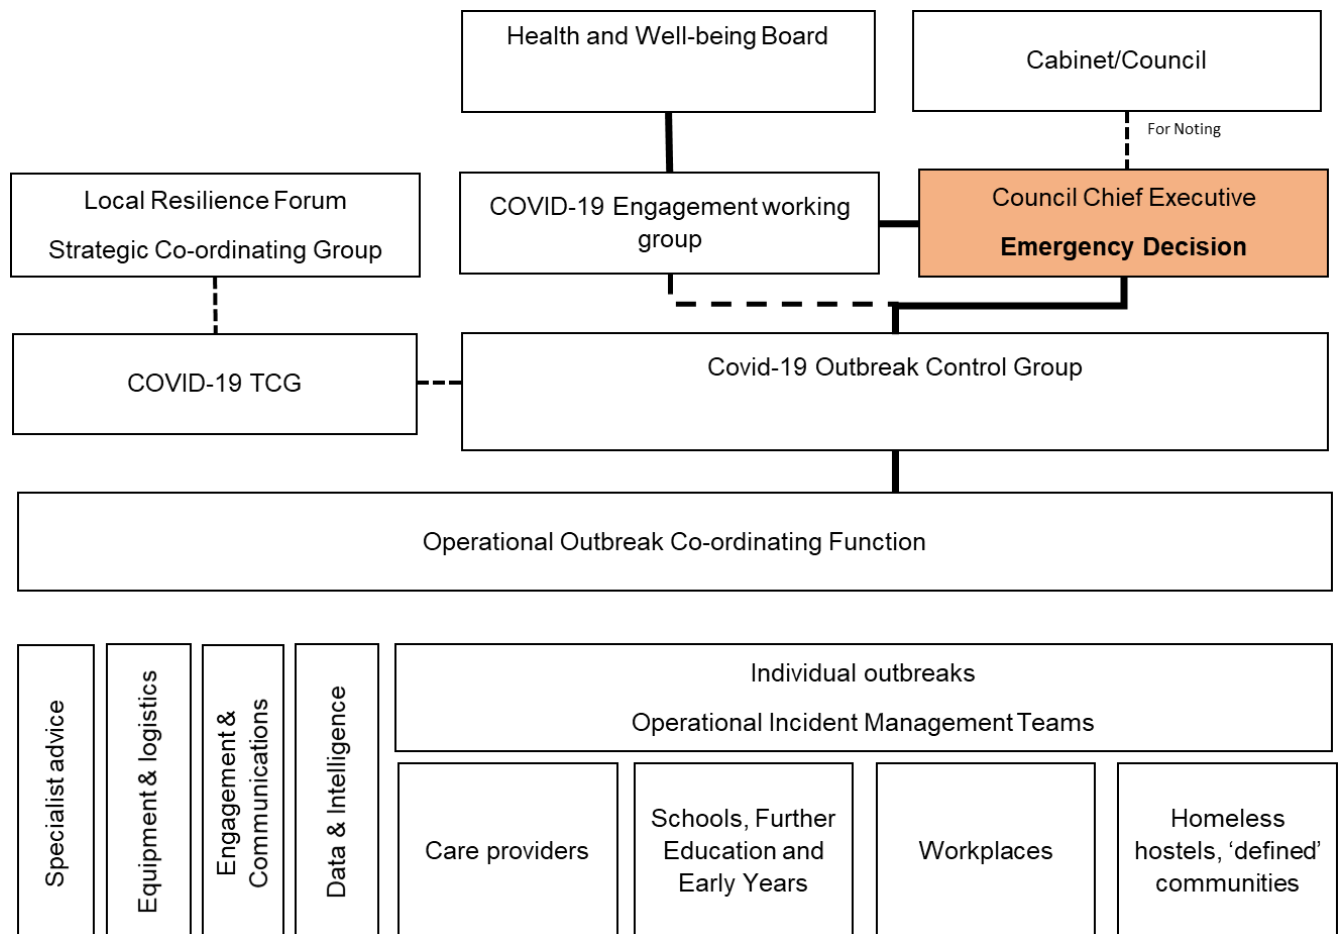 Health and Well-being Board
Cabinet/Council
For Noting
Local Resilience Forum
Strategic Co-ordinating Group
COVID-19 Engagement working
group
Council Chief Executive
Emergency Decision
COVID-19 TCG
Covid-19 Outbreak Control Group
Operational Outbreak Co-ordinating Function
Specialist advice
Equipment & logistics
Engagement &
Communications
Data & Intelligence
Individual outbreaks
Operational Incident Management Teams
Care providers
Schools, Further
Education and
Early Years
Workplaces
Homeless
hostels, ‘defined’
communities